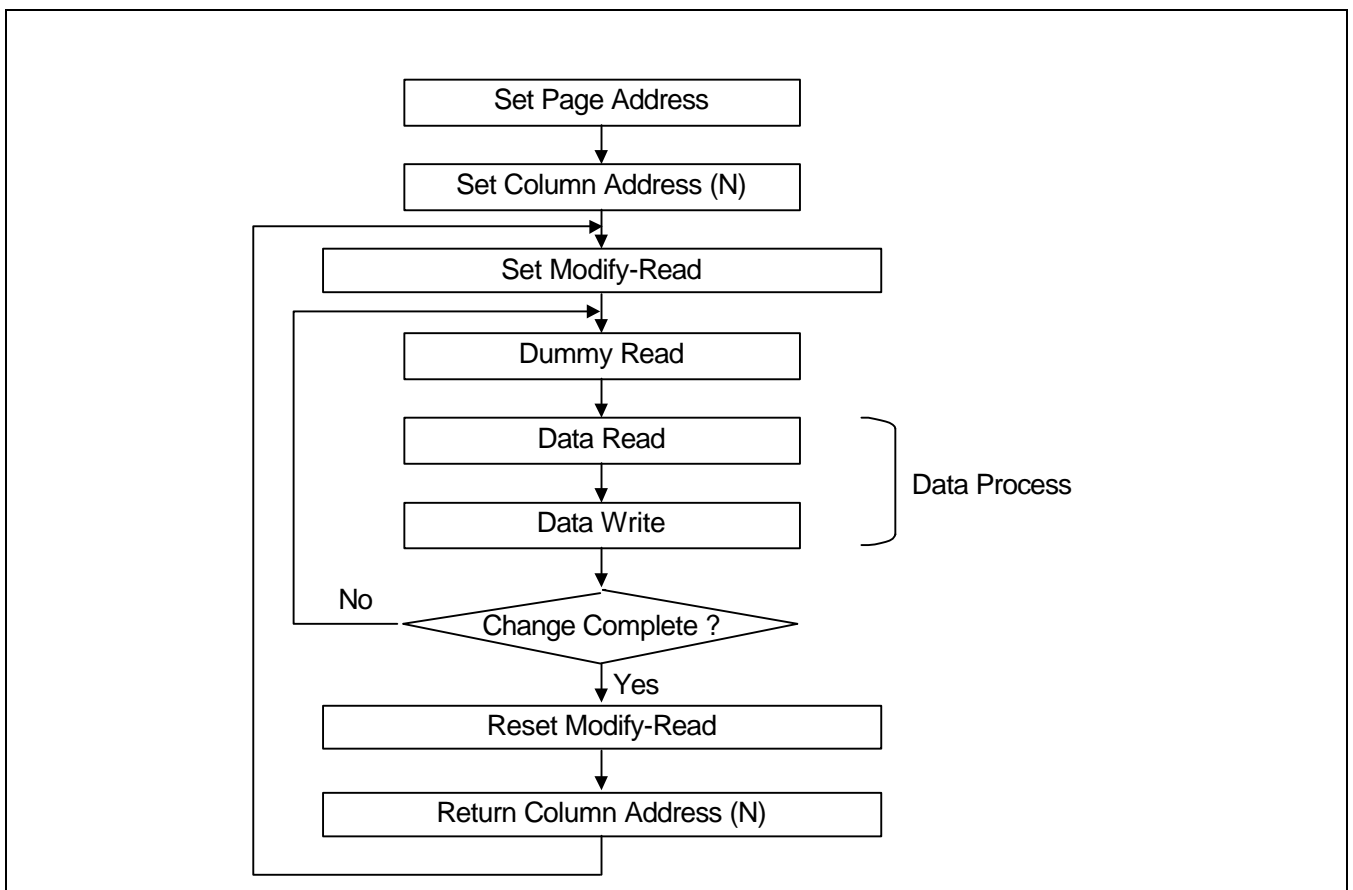 Set Page Address
Set Column Address (N)
Set Modify-Read
Dummy Read
Data Read
Data Process
Data Write
No
Change Complete ?
Yes
Reset Modify-Read
Return Column Address (N)